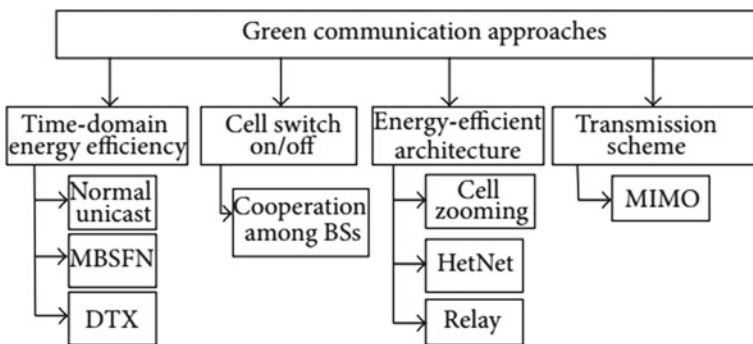 Green communication approaches
Time-domain
energy efficiency
Normal
unicast
MBSFN
DTX
Cell switch
on/off
Cooperation
among BSs
Energy-efficient
architecture
Cell
zooming
HetNet
Relay
Transmission
scheme
MIMO